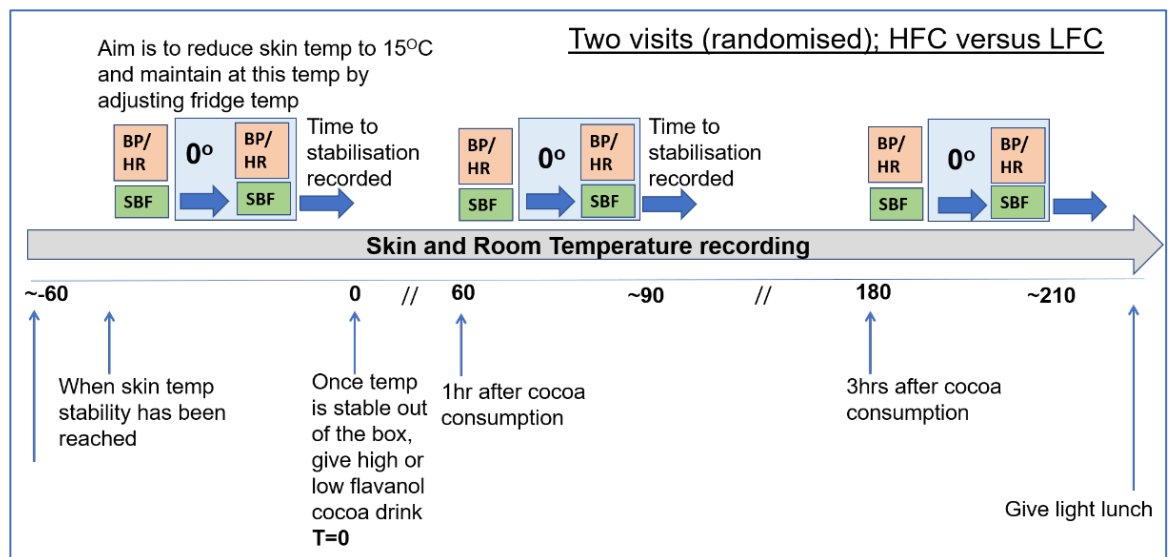 Two visits (randomised); HFC versus LFC
Aim is to reduce skin temp to 15⁰C
and maintain at this temp by
adjusting fridge temp
BP/
HR
SBF
0⁰
BP/
HR
SBF
Time to
stabilisation
recorded
BP/
HR
SBF
0⁰
BP/
HR
SBF
Time to
stabilisation
recorded
BP/
HR
SBF
0⁰
BP/
HR
SBF
Skin and Room Temperature recording
~-60
0
//
60
~90
//
180
~210
When skin temp
stability has been
reached
Once temp
is stable out
of the box,
give high or
low flavanol
cocoa drink
T=0
1hr after cocoa
consumption
3hrs after cocoa
consumption
Give light lunch